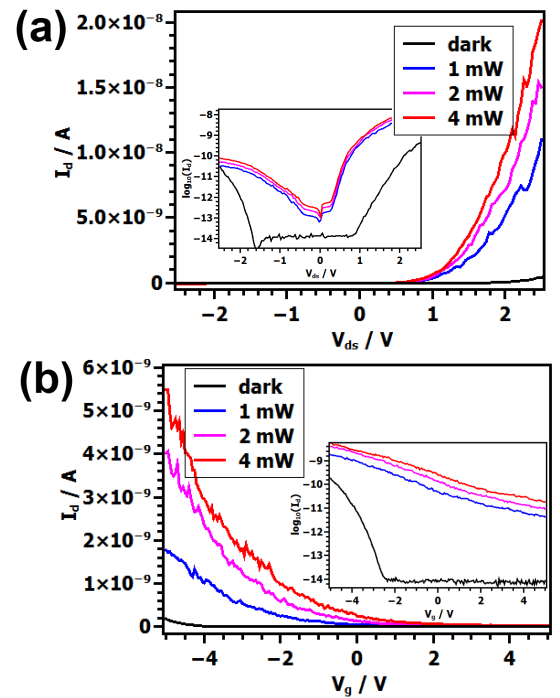 (a)
2.0×10⁻⁸
1.5×10⁻⁸
1.0×10⁻⁸
5.0×10⁻⁹
0
I_d / A
dark
1 mW
2 mW
4 mW
-8
-9
-10
-11
-12
-13
-14
log₁₀(I_d)
-2 -1 0 1 2
V_ds / V
-2 -1 0 1 2
V_ds / V
(b)
6×10⁻⁹
5×10⁻⁹
4×10⁻⁹
3×10⁻⁹
2×10⁻⁹
1×10⁻⁹
0
I_d / A
dark
1 mW
2 mW
4 mW
-9
-10
-11
-12
-13
-14
log₁₀(I_d)
-4 -2 0 2 4
V_g / V
-4 -2 0 2 4
V_g / V